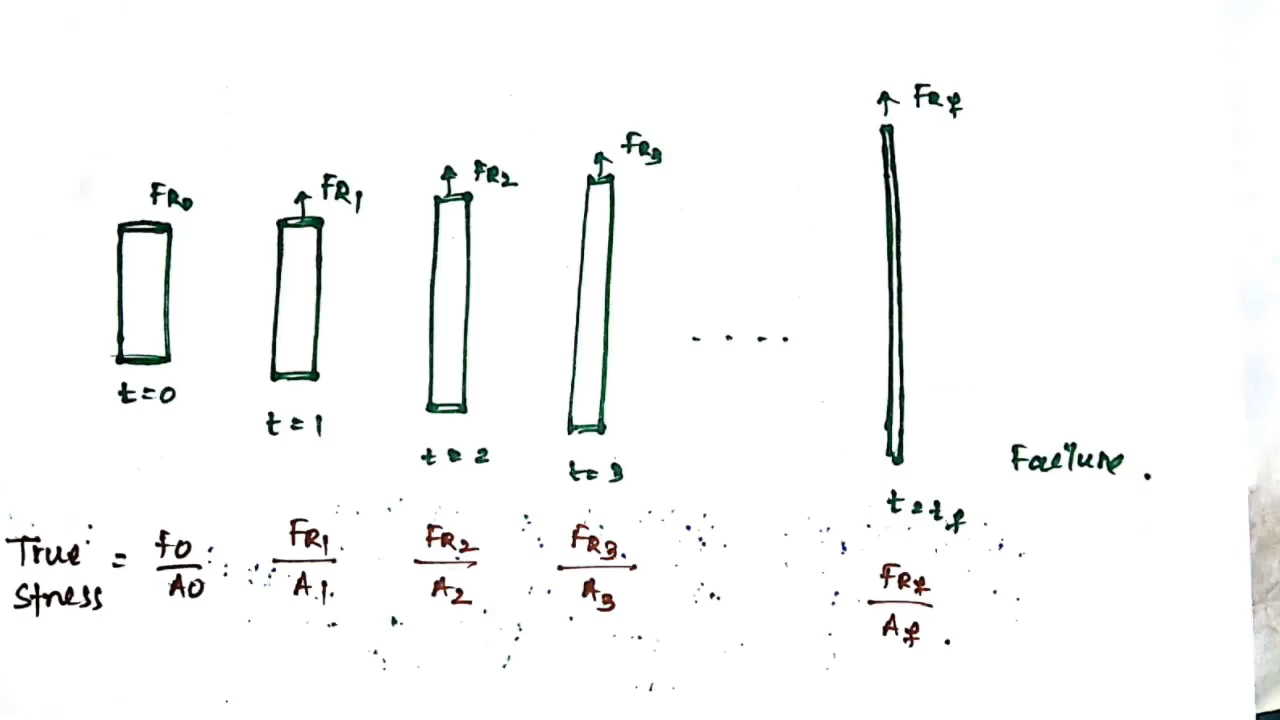 FRf
FR3
FR2
FR1
FR0
t=0
t=1
t=2
t=3
. . . .
t=tf
Failure.
True Stress = F0/A0 FR1/A1 FR2/A2 FR3/A3 FRf/Af.